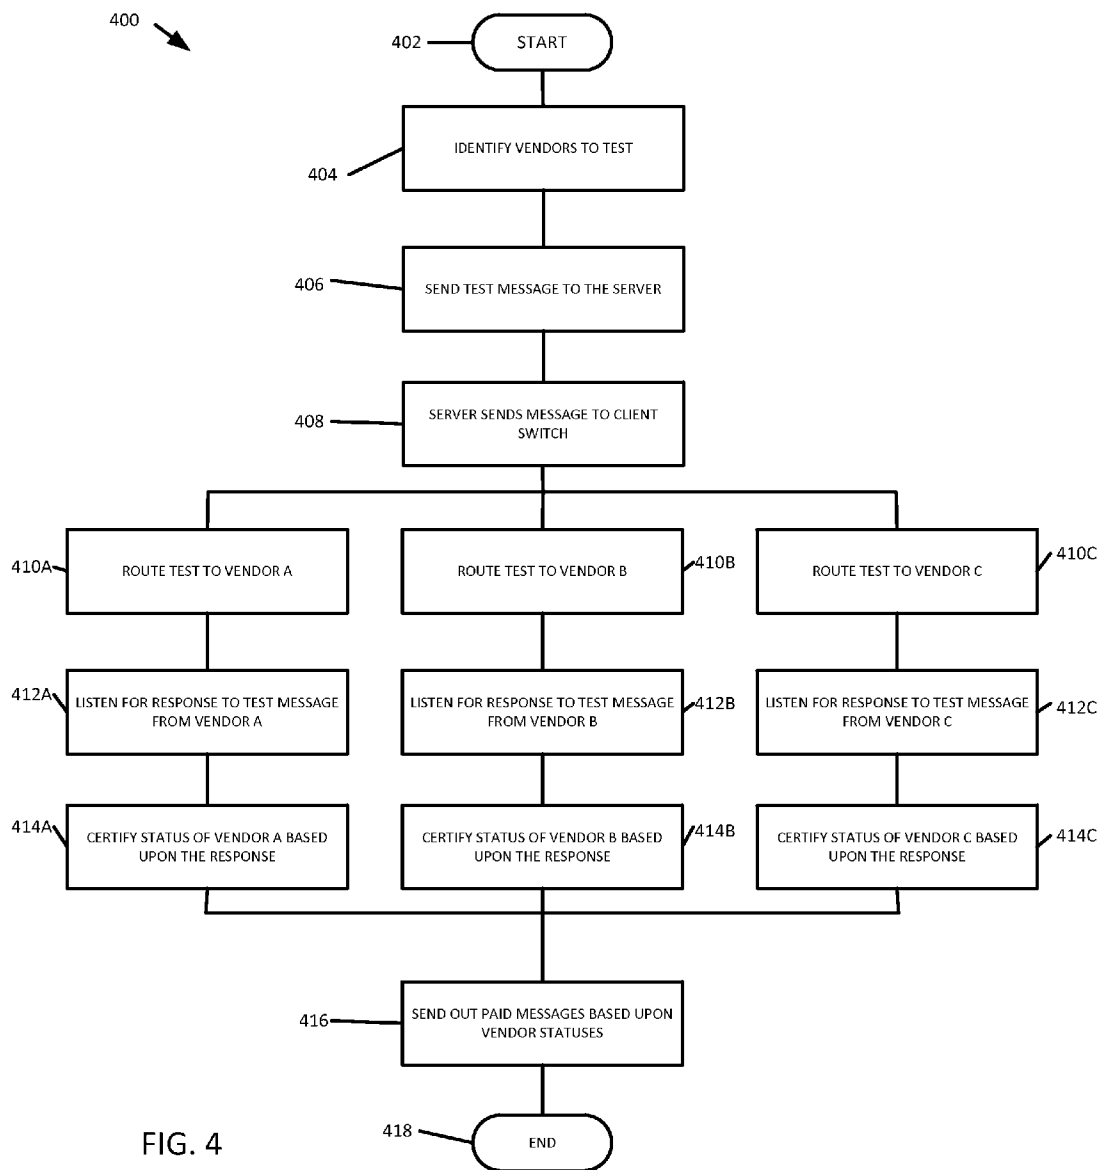 400
402
START
IDENTIFY VENDORS TO TEST
404
406
SEND TEST MESSAGE TO THE SERVER
408
SERVER SENDS MESSAGE TO CLIENT
SWITCH
410A
ROUTE TEST TO VENDOR A
ROUTE TEST TO VENDOR B
410B
ROUTE TEST TO VENDOR C
410C
412A
LISTEN FOR RESPONSE TO TEST MESSAGE
FROM VENDOR A
LISTEN FOR RESPONSE TO TEST MESSAGE
FROM VENDOR B
412B
LISTEN FOR RESPONSE TO TEST MESSAGE
FROM VENDOR C
412C
414A
CERTIFY STATUS OF VENDOR A BASED
UPON THE RESPONSE
CERTIFY STATUS OF VENDOR B BASED
UPON THE RESPONSE
414B
CERTIFY STATUS OF VENDOR C BASED
UPON THE RESPONSE
414C
416
SEND OUT PAID MESSAGES BASED UPON
VENDOR STATUSES
418
END
FIG. 4